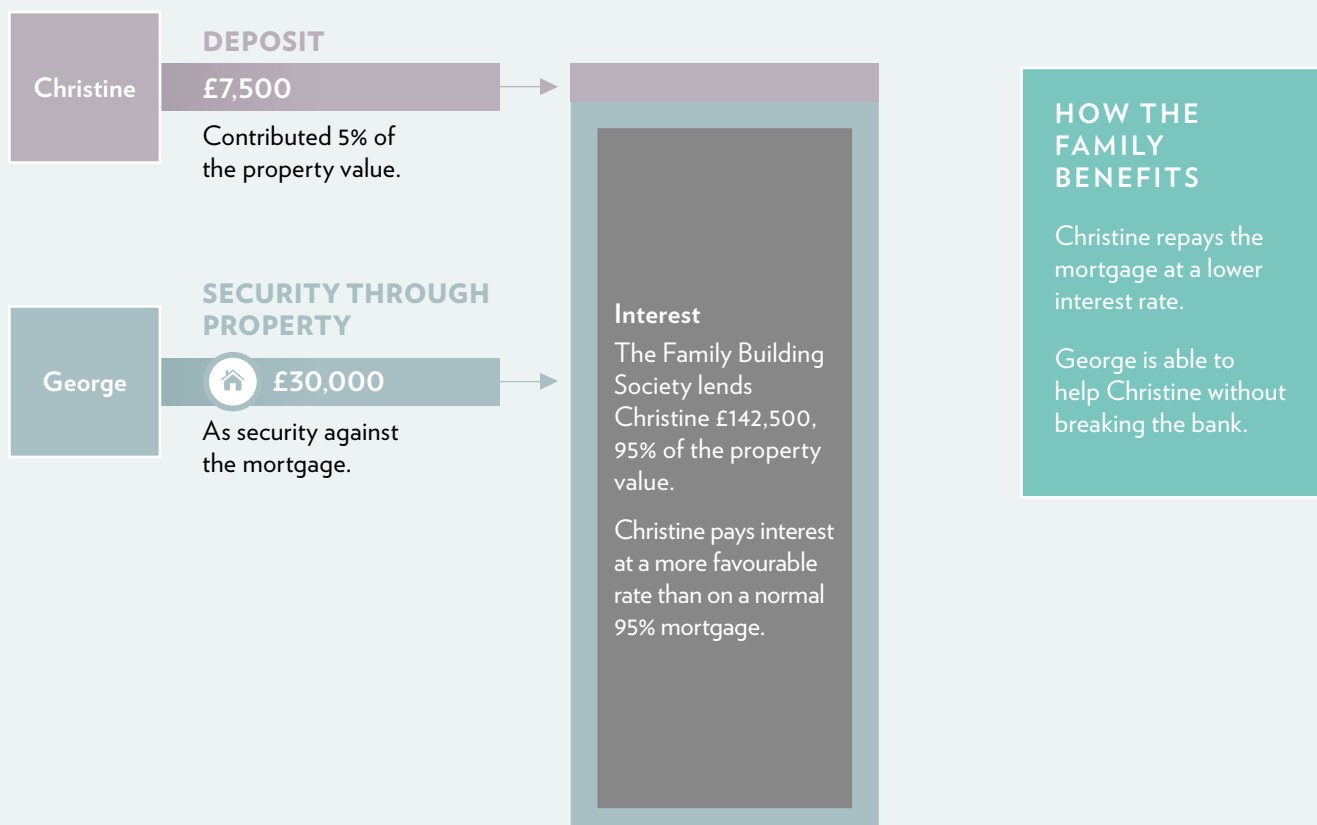 Christine
DEPOSIT
£7,500
Contributed 5% of
the property value.
George
SECURITY THROUGH
PROPERTY
£30,000
As security against
the mortgage.
Interest
The Family Building
Society lends
Christine £142,500,
95% of the property
value.
Christine pays interest
at a more favourable
rate than on a normal
95% mortgage.
HOW THE
FAMILY
BENEFITS
Christine repays the
mortgage at a lower
interest rate.
George is able to
help Christine without
breaking the bank.